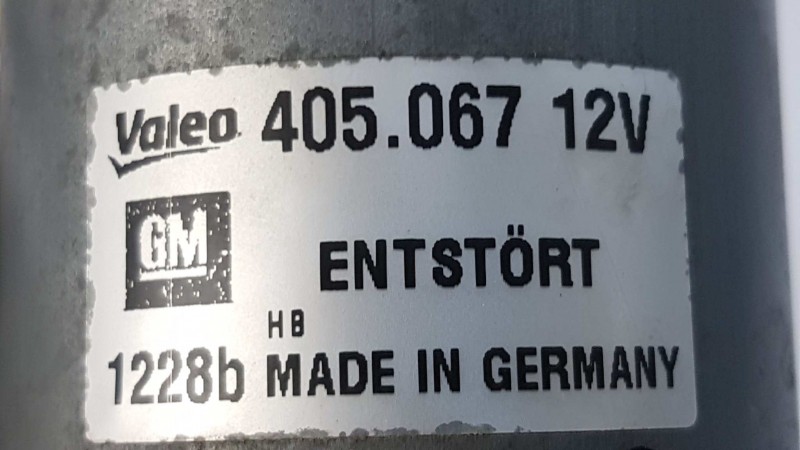 Valeo 405.067 12V
GM ENTSTÖRT
HB
1228b MADE IN GERMANY